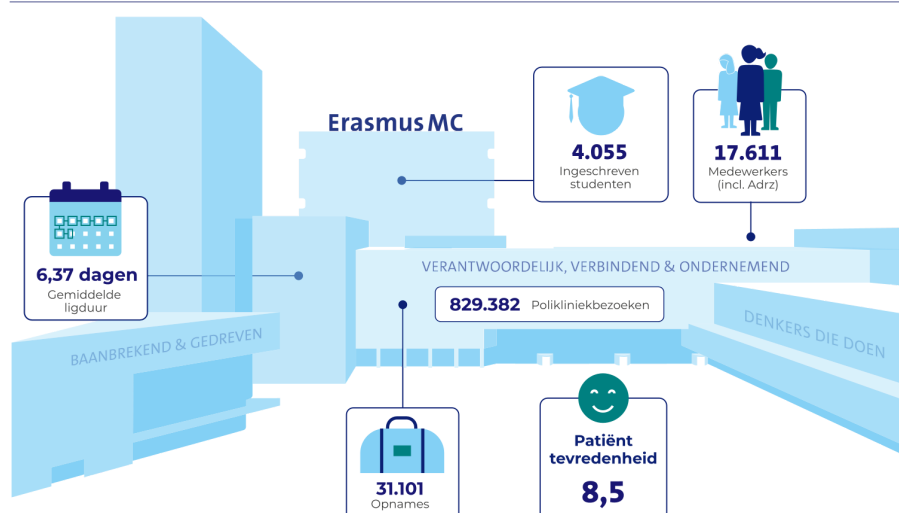 Erasmus MC
4.055
Ingeschreven
studenten
17.611
Medewerkers
(incl. Adrz)
6,37 dagen
Gemiddelde
ligduur
VERANTWOORDELIJK, VERBINDEND & ONDERNEMEND
829.382 Polikliniekbezoeken
BAANBREKEND & GEDREVEN
DENKERS DIE DOEN
31.101
Opnames
Patiënt
tevredenheid
8,5